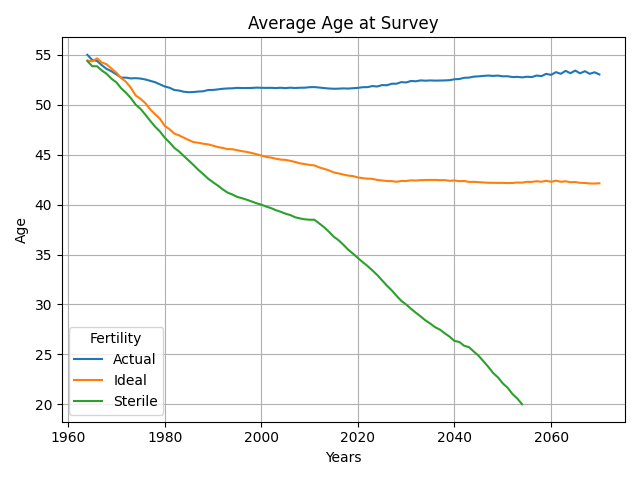 Average Age at Survey
Age
55
50
45
40
35
30
25
20
Fertility
Actual
Ideal
Sterile
1960 1980 2000 2020 2040 2060
Years